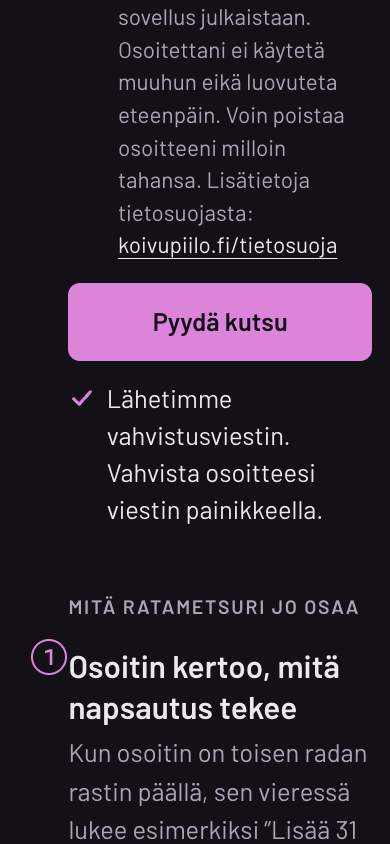 sovellus julkaistaan.
Osoitettani ei käytetä
muuhun eikä luovuteta
eteenpäin. Voin poistaa
osoitteeni milloin
tahansa. Lisätietoja
tietosuojasta:
koivupiilo.fi/tietosuoja
Pyydä kutsu
Lähetimme
vahvistusviestin.
Vahvista osoitteesi
viestin painikkeella.
MITÄ RATAMETSURI JO OSAA
1
Osoitin kertoo, mitä
napsautus tekee
Kun osoitin on toisen radan
rastin päällä, sen vieressä
lukee esimerkiksi ”Lisää 31